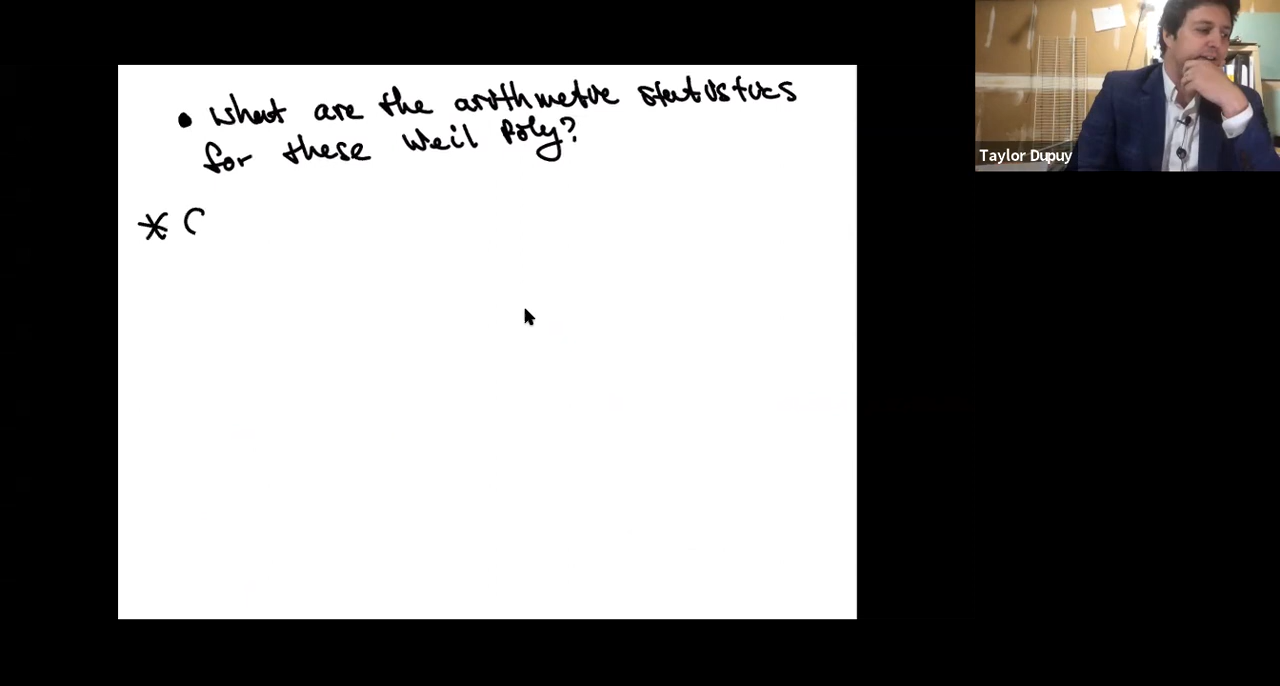 • What are the arithmetic statistics
for these Weil Poly?
* C
Taylor Dupuy